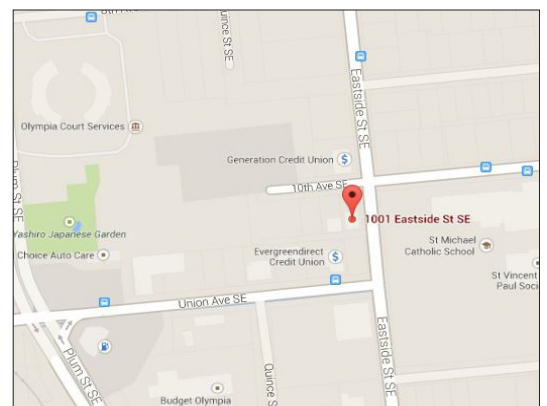 8th Ave SE
Quince St SE
Eastside St SE
Olympia Court Services
Generation Credit Union
$
10th Ave SE
1001 Eastside St SE
Plum St SE
Yashiro Japanese Garden
Choice Auto Care
Evergreendirect
Credit Union
$
St Michael
Catholic School
St Vincent
Paul Soci
Union Ave SE
Eastside St SE
Plum St SE
Quince S
Budget Olympia